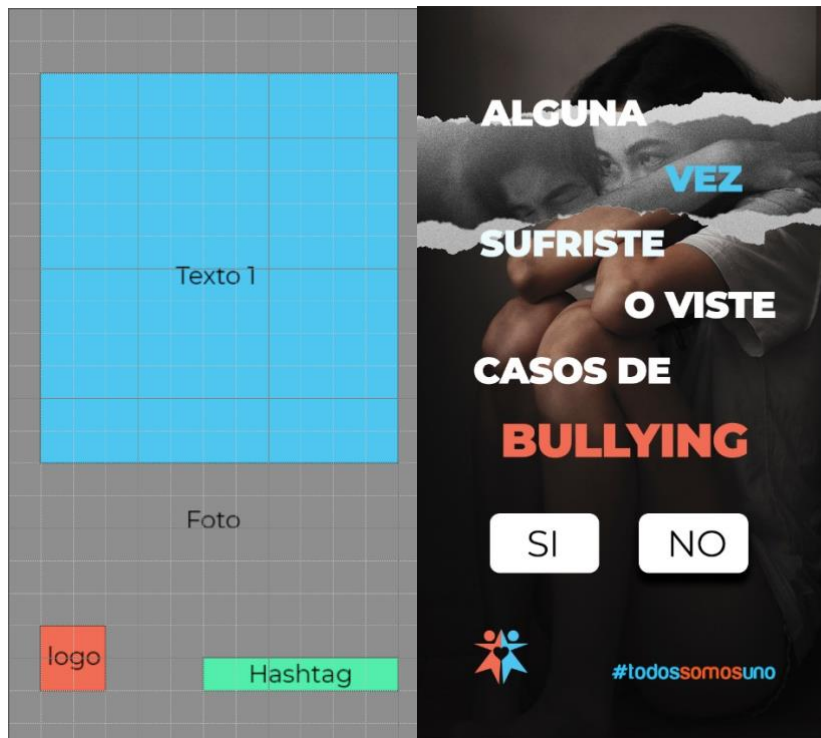 Texto 1
Foto
logo
Hashtag
ALGUNA
VEZ
SUFRISTE
O VISTE
CASOS DE
BULLYING
SI
NO
#todossomosuno